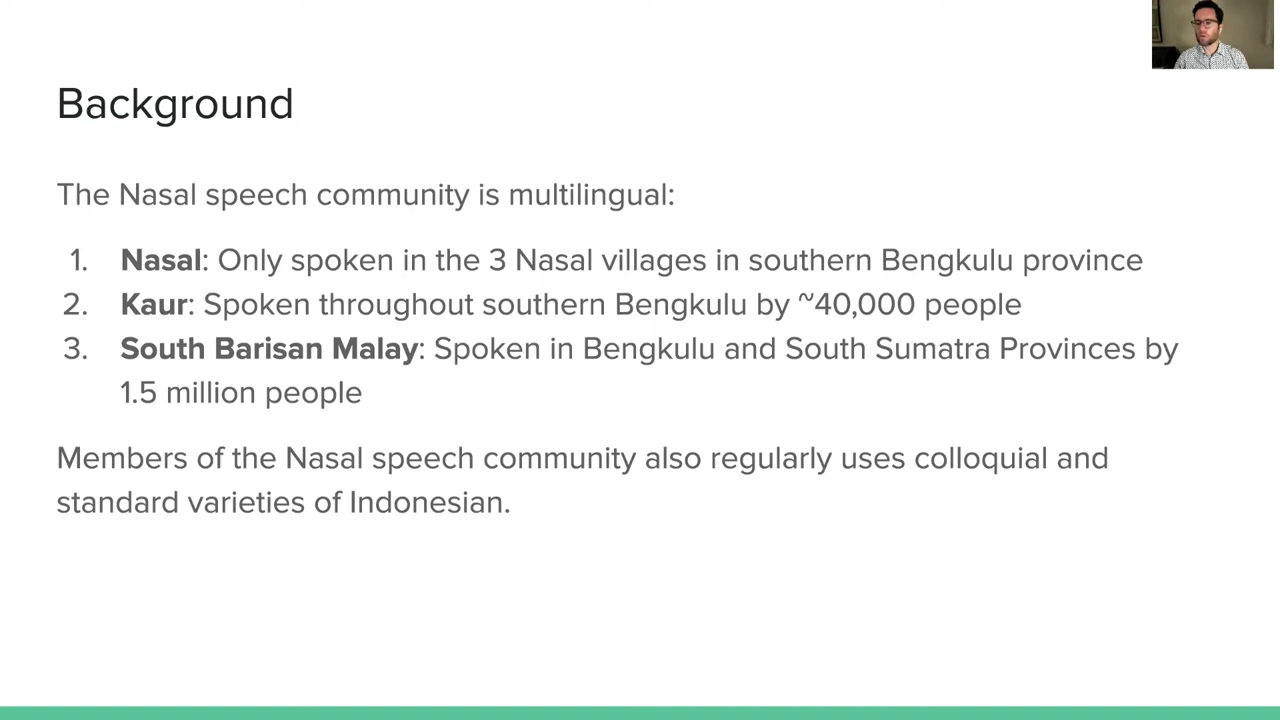 Background
The Nasal speech community is multilingual:
1. Nasal: Only spoken in the 3 Nasal villages in southern Bengkulu province
2. Kaur: Spoken throughout southern Bengkulu by ~40,000 people
3. South Barisan Malay: Spoken in Bengkulu and South Sumatra Provinces by
1.5 million people
Members of the Nasal speech community also regularly uses colloquial and
standard varieties of Indonesian.